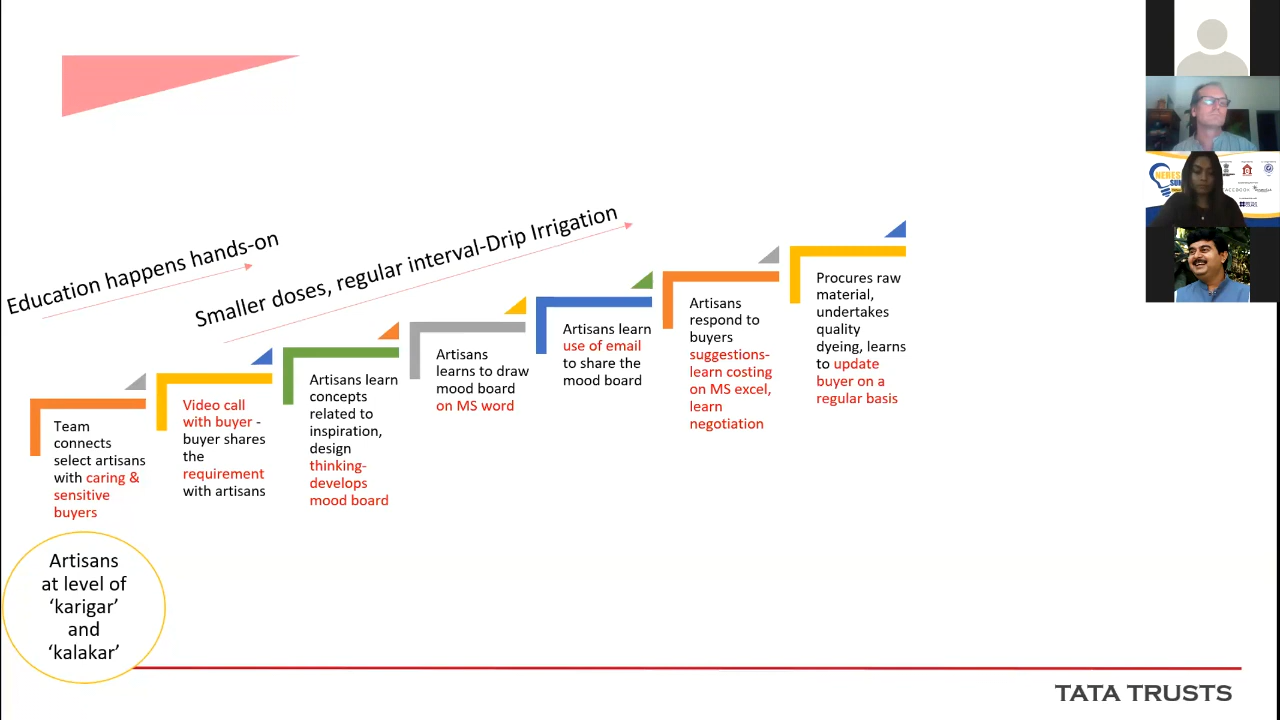 Education happens hands-on
Smaller doses, regular interval-Drip Irrigation
Team
connects
select artisans
with caring &
sensitive
buyers
Video call
with buyer -
buyer shares
the
requirement
with artisans
Artisans learn
concepts
related to
inspiration,
design
thinking-
develops
mood board
Artisans
learns to draw
mood board
on MS word
Artisans learn
use of email
to share the
mood board
Artisans
respond to
buyers
suggestions-
learn costing
on MS excel,
learn
negotiation
Procures raw
material,
undertakes
quality
dyeing, learns
to update
buyer on a
regular basis
Artisans
at level of
‘karigar’
and
‘kalakar’
TATA TRUSTS
FACEBOOK